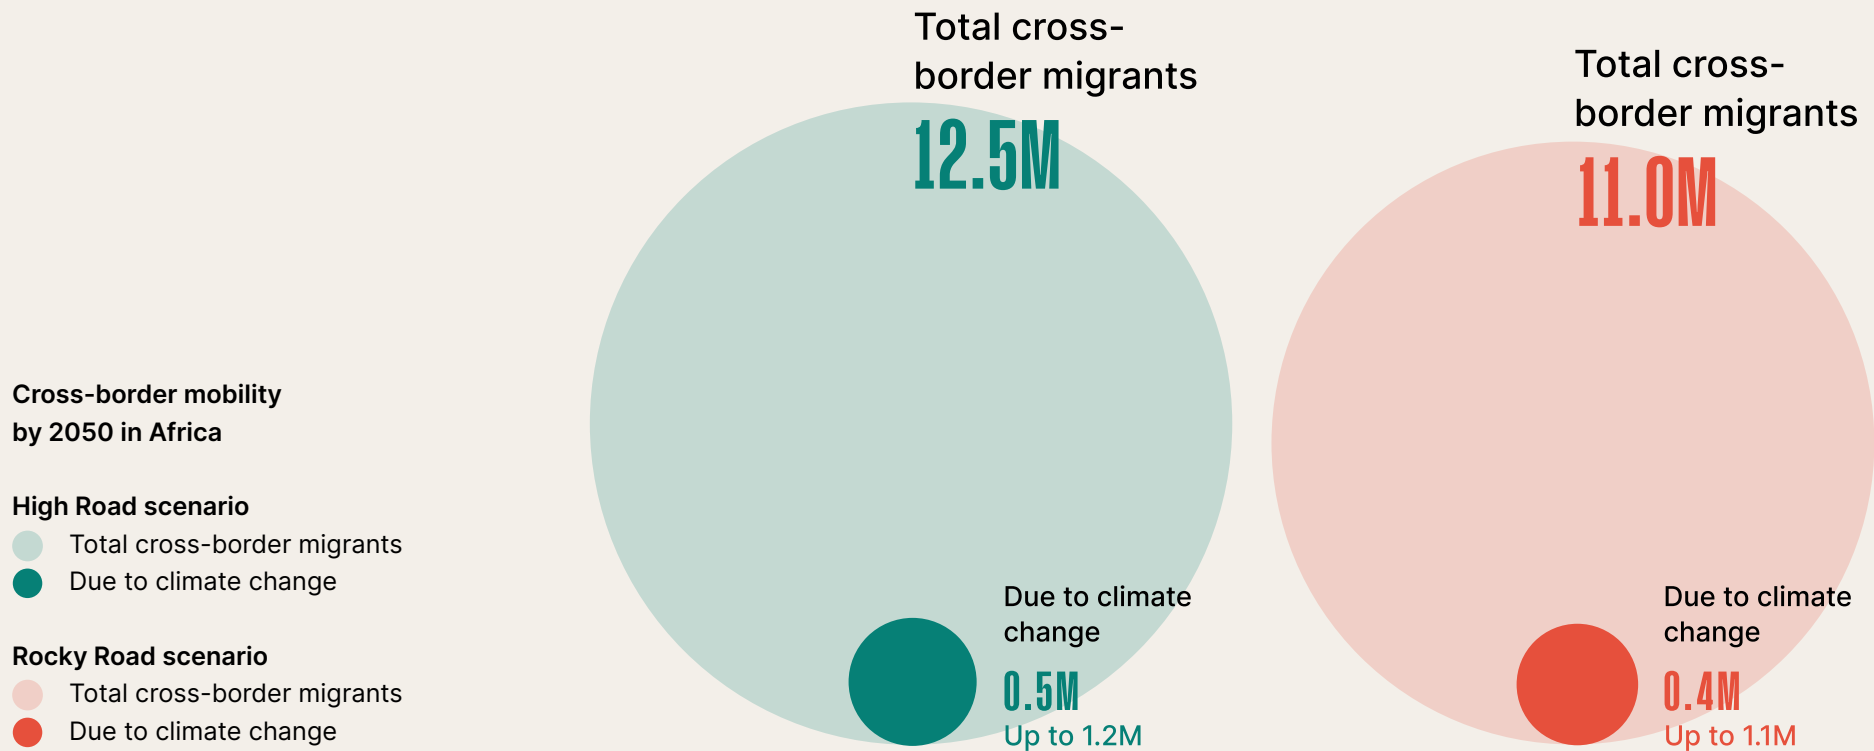 Total cross-
border migrants
12.5M
Total cross-
border migrants
11.0M
Cross-border mobility
by 2050 in Africa
High Road scenario
Total cross-border migrants
Due to climate change
Rocky Road scenario
Total cross-border migrants
Due to climate change
Due to climate
change
0.5M
Up to 1.2M
Due to climate
change
0.4M
Up to 1.1M